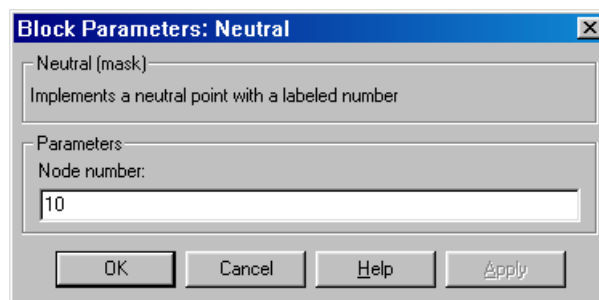 Block Parameters: Neutral
Neutral (mask)
Implements a neutral point with a labeled number
Parameters
Node number:
10
OK Cancel Help Apply